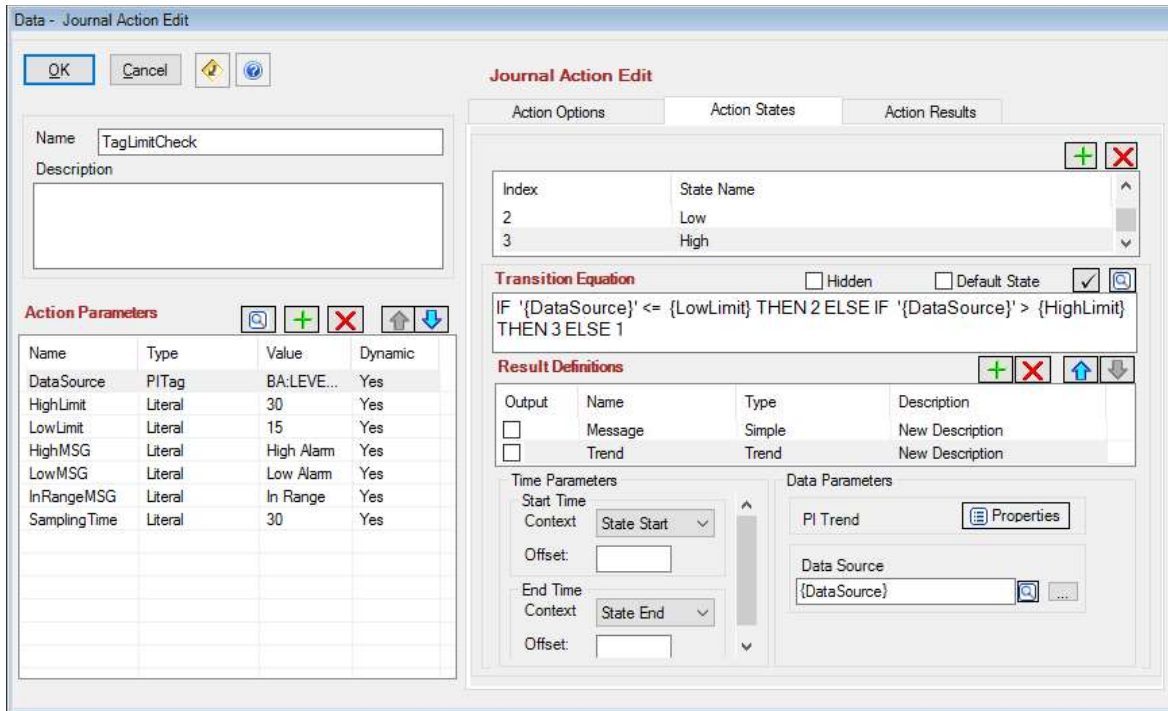 Data - Journal Action Edit
OK Cancel
Name TagLimitCheck
Description
Action Parameters
Name Type Value Dynamic
DataSource PITag BA:LEVE... Yes
HighLimit Literal 30 Yes
LowLimit Literal 15 Yes
HighMSG Literal High Alarm Yes
LowMSG Literal Low Alarm Yes
InRangeMSG Literal In Range Yes
SamplingTime Literal 30 Yes
Journal Action Edit
Action Options Action States Action Results
Index State Name
2 Low
3 High
Transition Equation Hidden Default State
IF '{DataSource}' <= {LowLimit} THEN 2 ELSE IF '{DataSource}' > {HighLimit}
THEN 3 ELSE 1
Result Definitions
Output Name Type Description
Message Simple New Description
Trend Trend New Description
Time Parameters
Start Time
Context State Start
Offset:
End Time
Context State End
Offset:
Data Parameters
PI Trend Properties
Data Source
{DataSource} ...